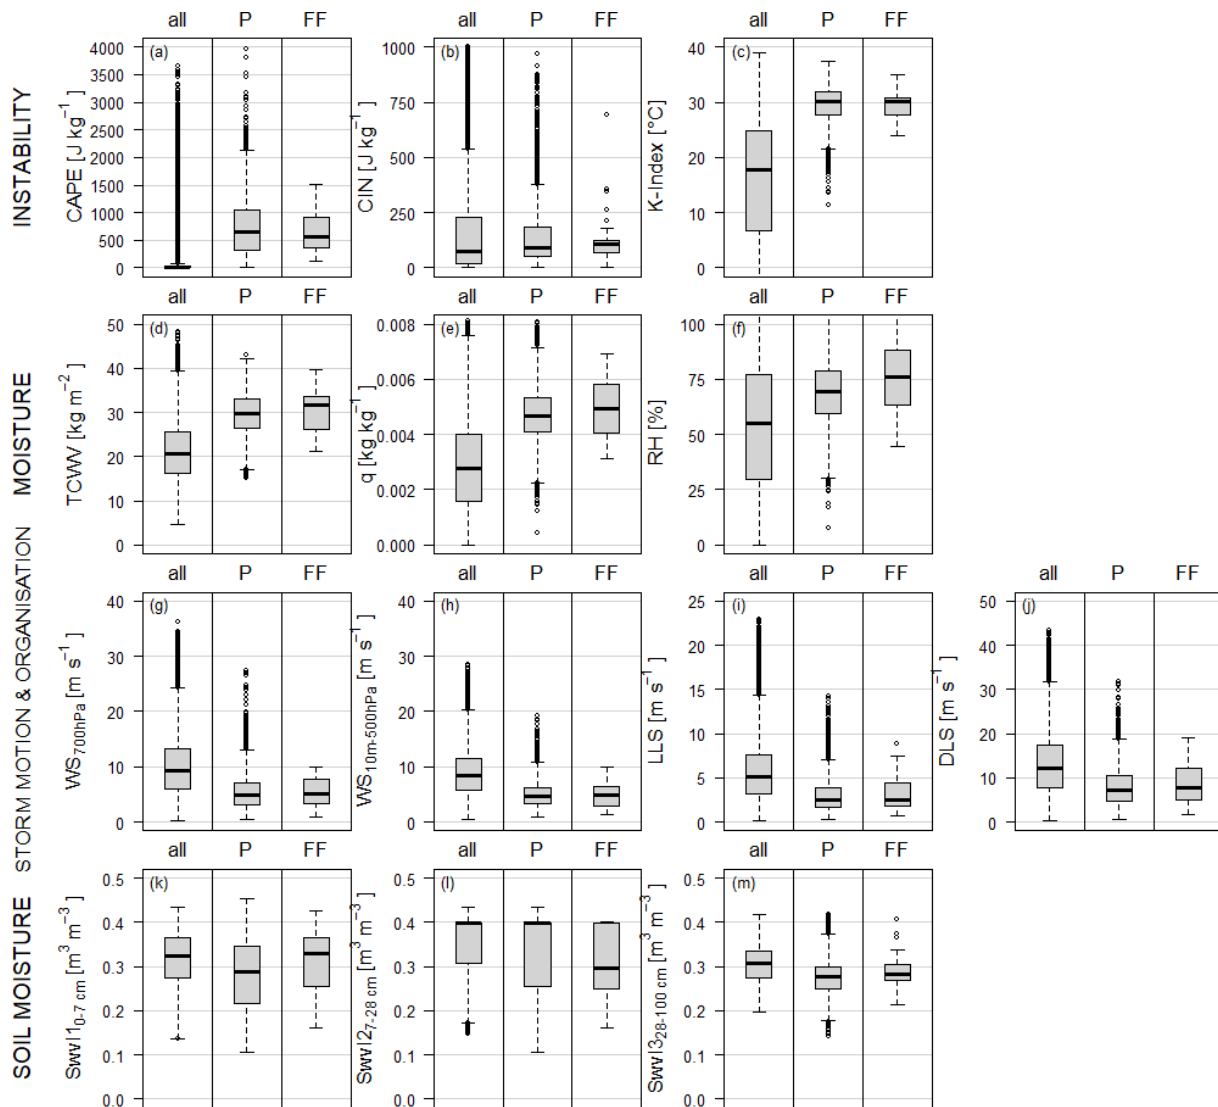 all P FF all P FF all P FF
INSTABILITY
CAPE [J kg⁻¹]
4000
3500
3000
2500
2000
1500
1000
500
0
(a)
CIN [J kg⁻¹]
1000
750
500
250
0
(b)
K-Index [°C]
40
30
20
10
0
(c)
all P FF all P FF all P FF
MOISTURE
TCWV [kg m⁻²]
50
40
30
20
10
0
(d)
q [kg kg⁻¹]
0.008
0.006
0.004
0.002
0.000
(e)
RH [%]
100
75
50
25
0
(f)
all P FF all P FF all P FF all P FF
STORM MOTION & ORGANISATION
WS700hPa [m s⁻¹]
40
30
20
10
0
(g)
WS10m-500hPa [m s⁻¹]
40
30
20
10
0
(h)
LLS [m s⁻¹]
25
20
15
10
5
0
(i)
DLS [m s⁻¹]
50
40
30
20
10
0
(j)
all P FF all P FF all P FF
SOIL MOISTURE
Swvl1 0-7 cm [m³ m⁻³]
0.5
0.4
0.3
0.2
0.1
0.0
(k)
Swvl2 7-28 cm [m³ m⁻³]
0.5
0.4
0.3
0.2
0.1
0.0
(l)
Swvl3 28-100 cm [m³ m⁻³]
0.5
0.4
0.3
0.2
0.1
0.0
(m)